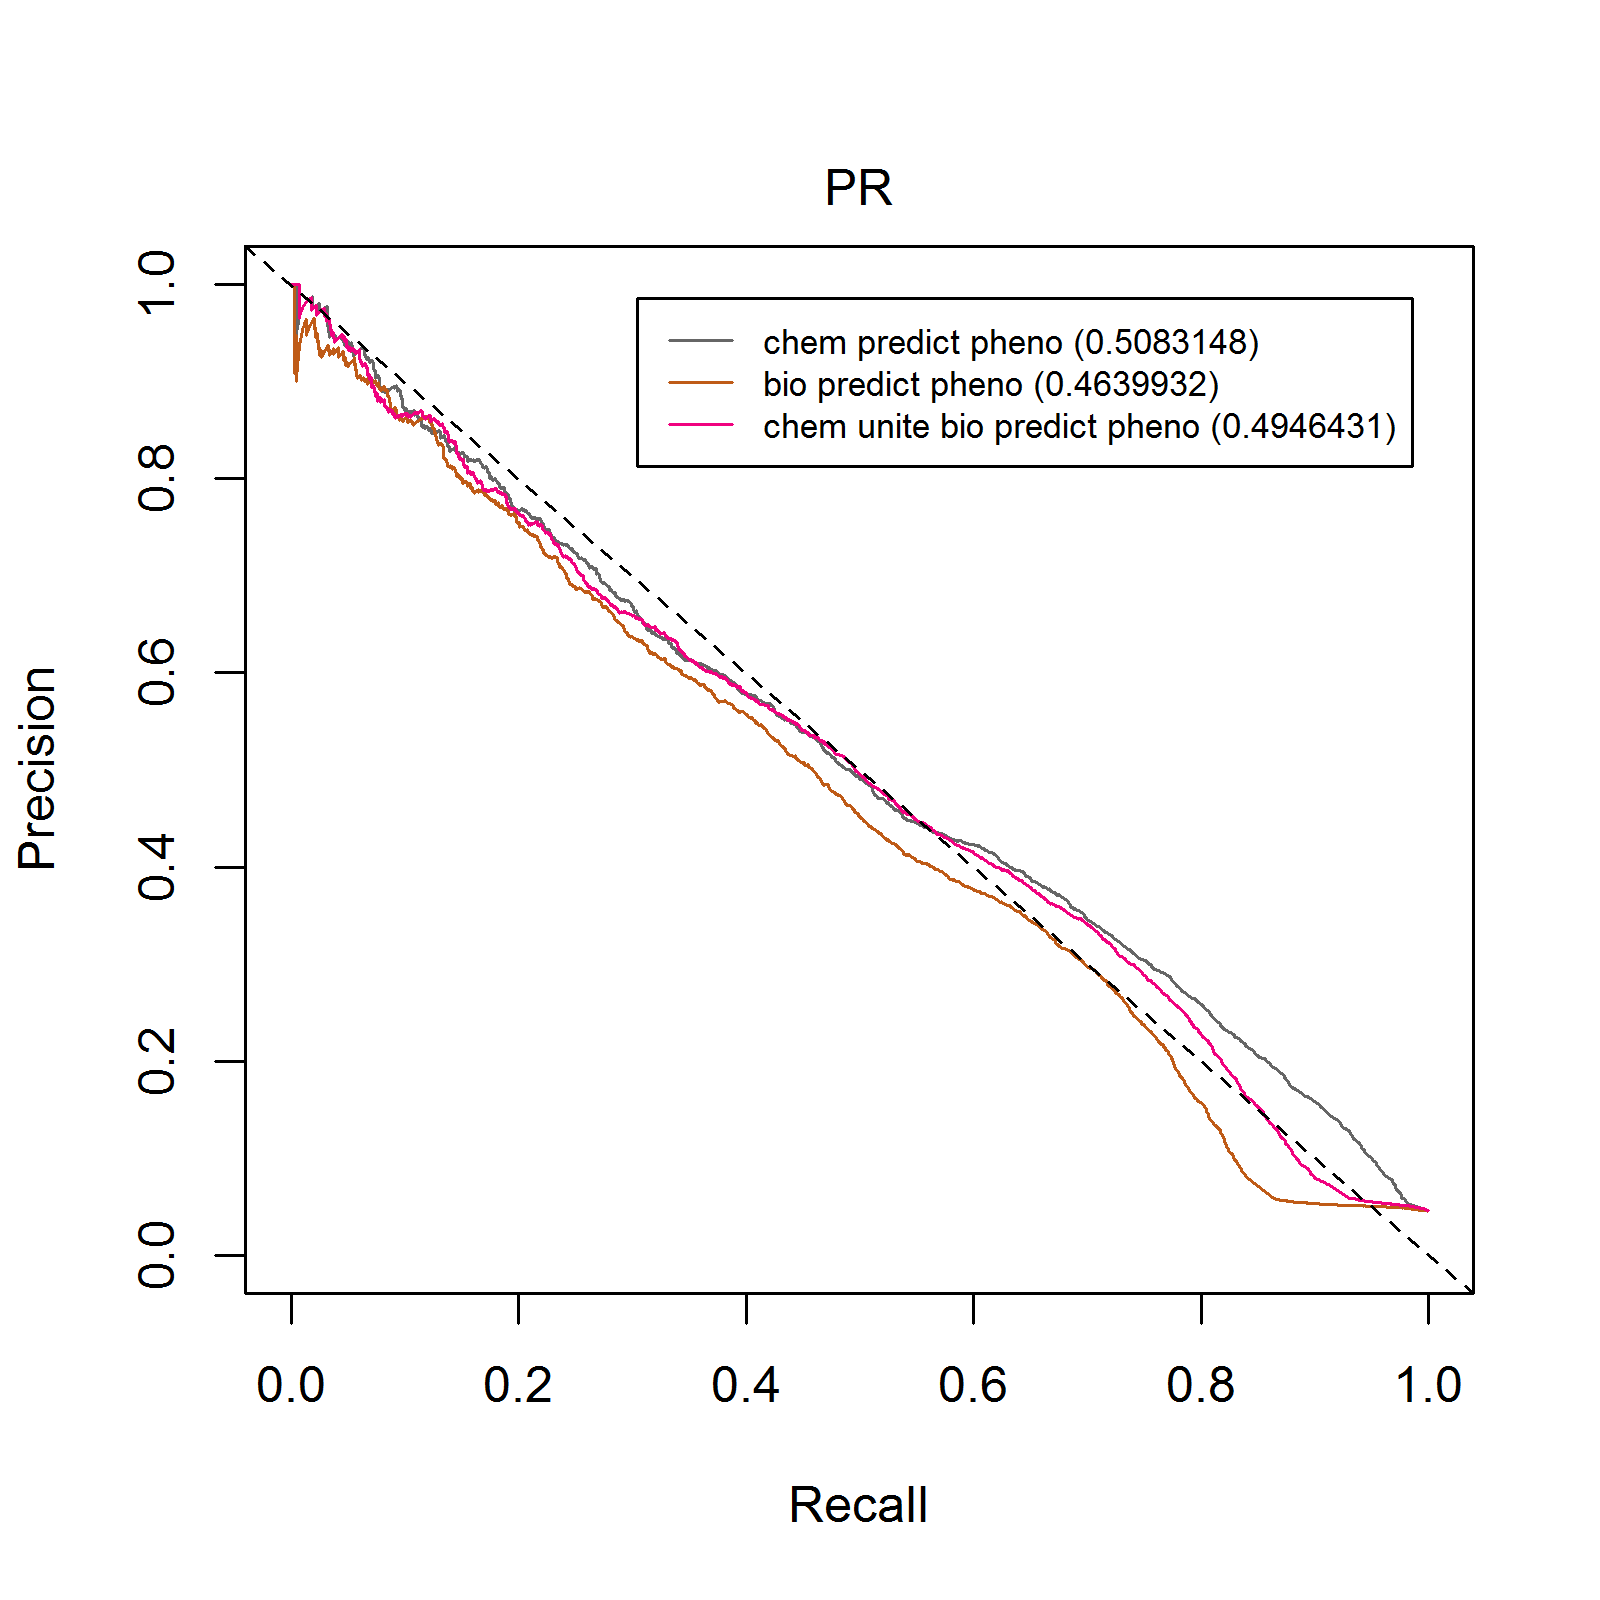 PR
chem predict pheno (0.5083148)
bio predict pheno (0.4639932)
chem unite bio predict pheno (0.4946431)
Precision
1.0
0.8
0.6
0.4
0.2
0.0
0.0 0.2 0.4 0.6 0.8 1.0
Recall